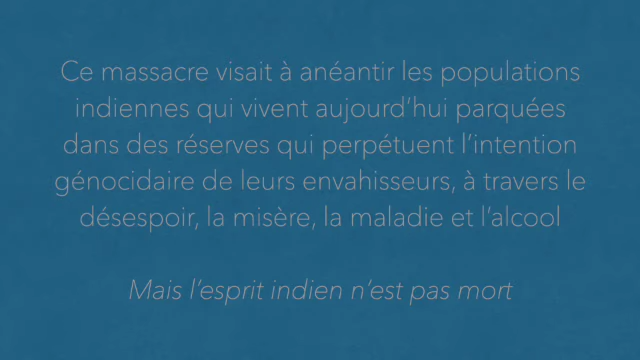 Ce massacre visait à anéantir les populations
indiennes qui vivent aujourd'hui parquées
dans des réserves qui perpétuent l'intention
génocidaire de leurs envahisseurs, à travers le
désespoir, la misère, la maladie et l'alcool
Mais l'esprit indien n'est pas mort